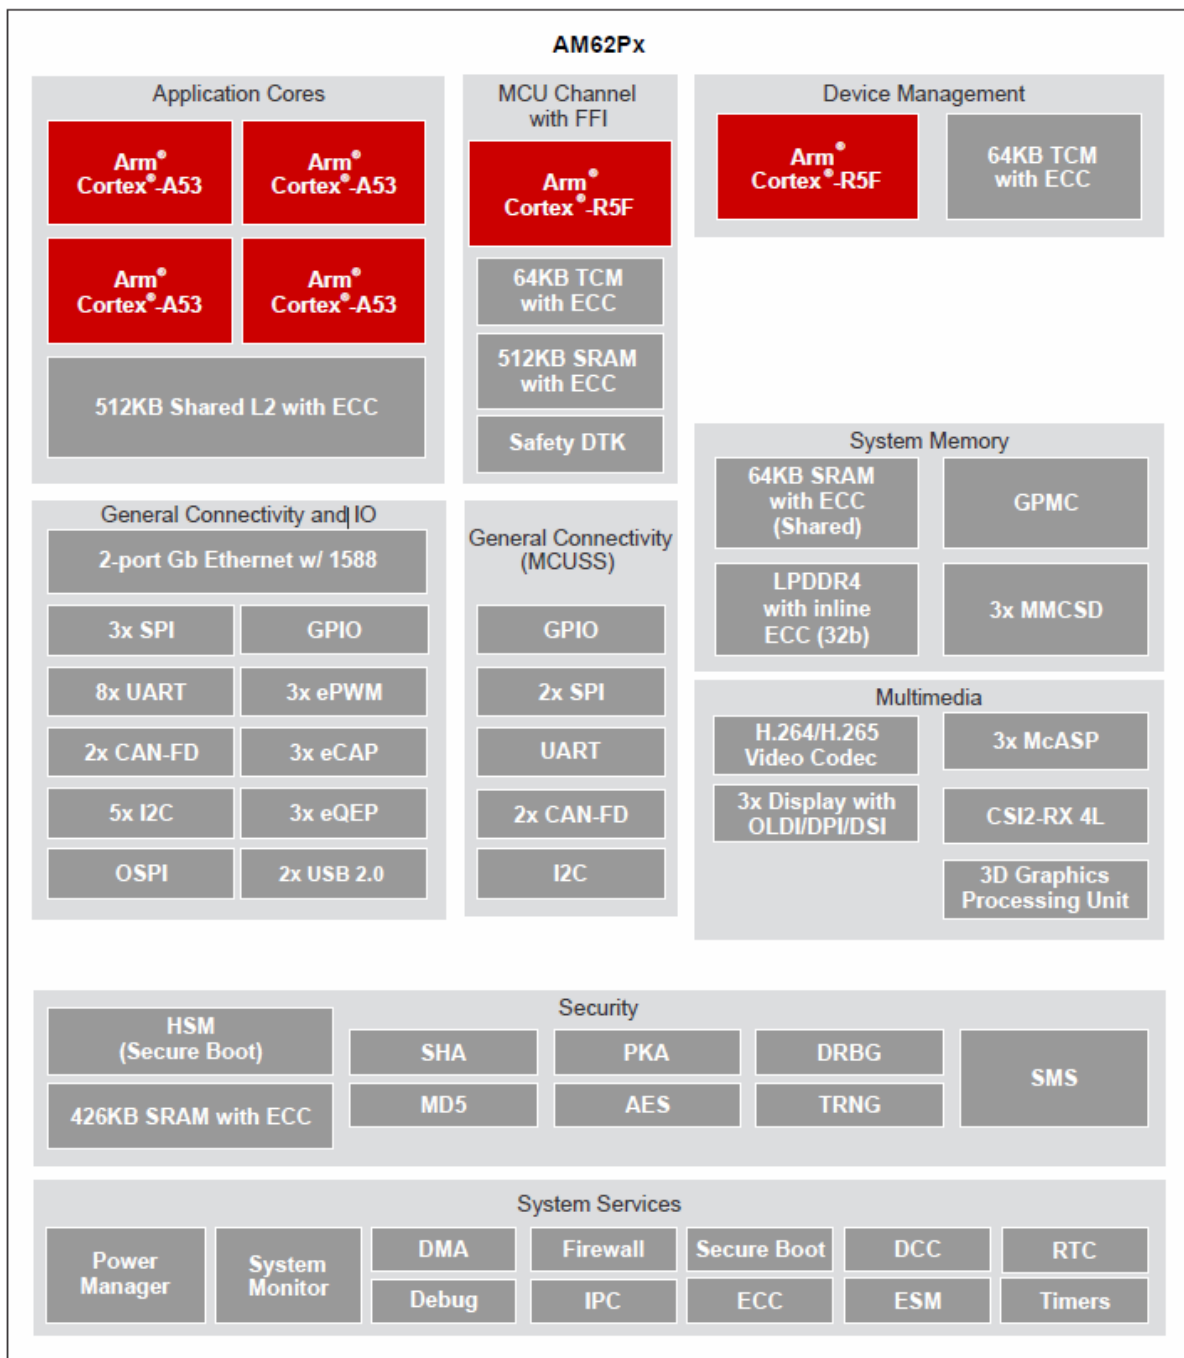 AM62Px
Application Cores
Arm®
Cortex®-A53
Arm®
Cortex®-A53
Arm®
Cortex®-A53
Arm®
Cortex®-A53
512KB Shared L2 with ECC
MCU Channel
with FFI
Arm®
Cortex®-R5F
64KB TCM
with ECC
512KB SRAM
with ECC
Safety DTK
Device Management
Arm®
Cortex®-R5F
64KB TCM
with ECC
System Memory
64KB SRAM
with ECC
(Shared)
GPMC
LPDDR4
with inline
ECC (32b)
3x MMCSD
General Connectivity and IO
2-port Gb Ethernet w/ 1588
3x SPI
GPIO
8x UART
3x ePWM
2x CAN-FD
3x eCAP
5x I2C
3x eQEP
OSPI
2x USB 2.0
General Connectivity
(MCUSS)
GPIO
2x SPI
UART
2x CAN-FD
I2C
Multimedia
H.264/H.265
Video Codec
3x McASP
3x Display with
OLDI/DPI/DSI
CSI2-RX 4L
3D Graphics
Processing Unit
Security
HSM
(Secure Boot)
426KB SRAM with ECC
SHA
PKA
DRBG
MD5
AES
TRNG
SMS
System Services
Power
Manager
System
Monitor
DMA
Firewall
Secure Boot
DCC
RTC
Debug
IPC
ECC
ESM
Timers